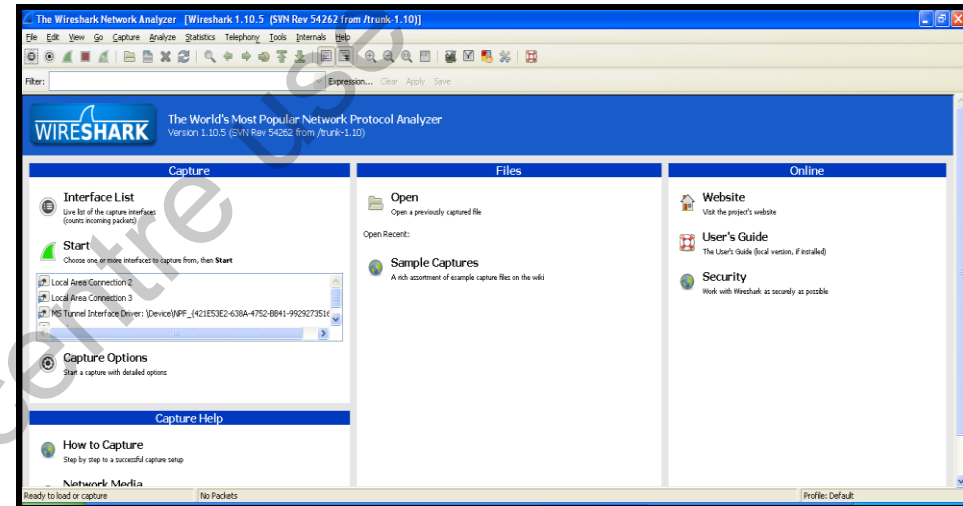 The Wireshark Network Analyzer [Wireshark 1.10.5 (SVN Rev 54262 from /trunk-1.10)]
File Edit View Go Capture Analyze Statistics Telephony Tools Internals Help
Filter: Expression... Clear Apply Save
WIRESHARK
The World's Most Popular Network Protocol Analyzer
Version 1.10.5 (SVN Rev 54262 from /trunk-1.10)
Capture
Interface List
Live list of the capture interfaces
(counts incoming packets)
Start
Choose one or more interfaces to capture from, then Start
Local Area Connection 2
Local Area Connection 3
MS Tunnel Interface Driver: \Device\NPF_{421E53E2-638A-4752-BB41-9929273516
Capture Options
Start a capture with detailed options
Capture Help
How to Capture
Step by step to a successful capture setup
Network Media
Files
Open
Open a previously captured file
Open Recent:
Sample Captures
A rich assortment of example capture files on the wiki
Online
Website
Visit the project's website
User's Guide
The User's Guide (local version, if installed)
Security
Work with Wireshark as securely as possible
Ready to load or capture
No Packets
Profile: Default
centre use